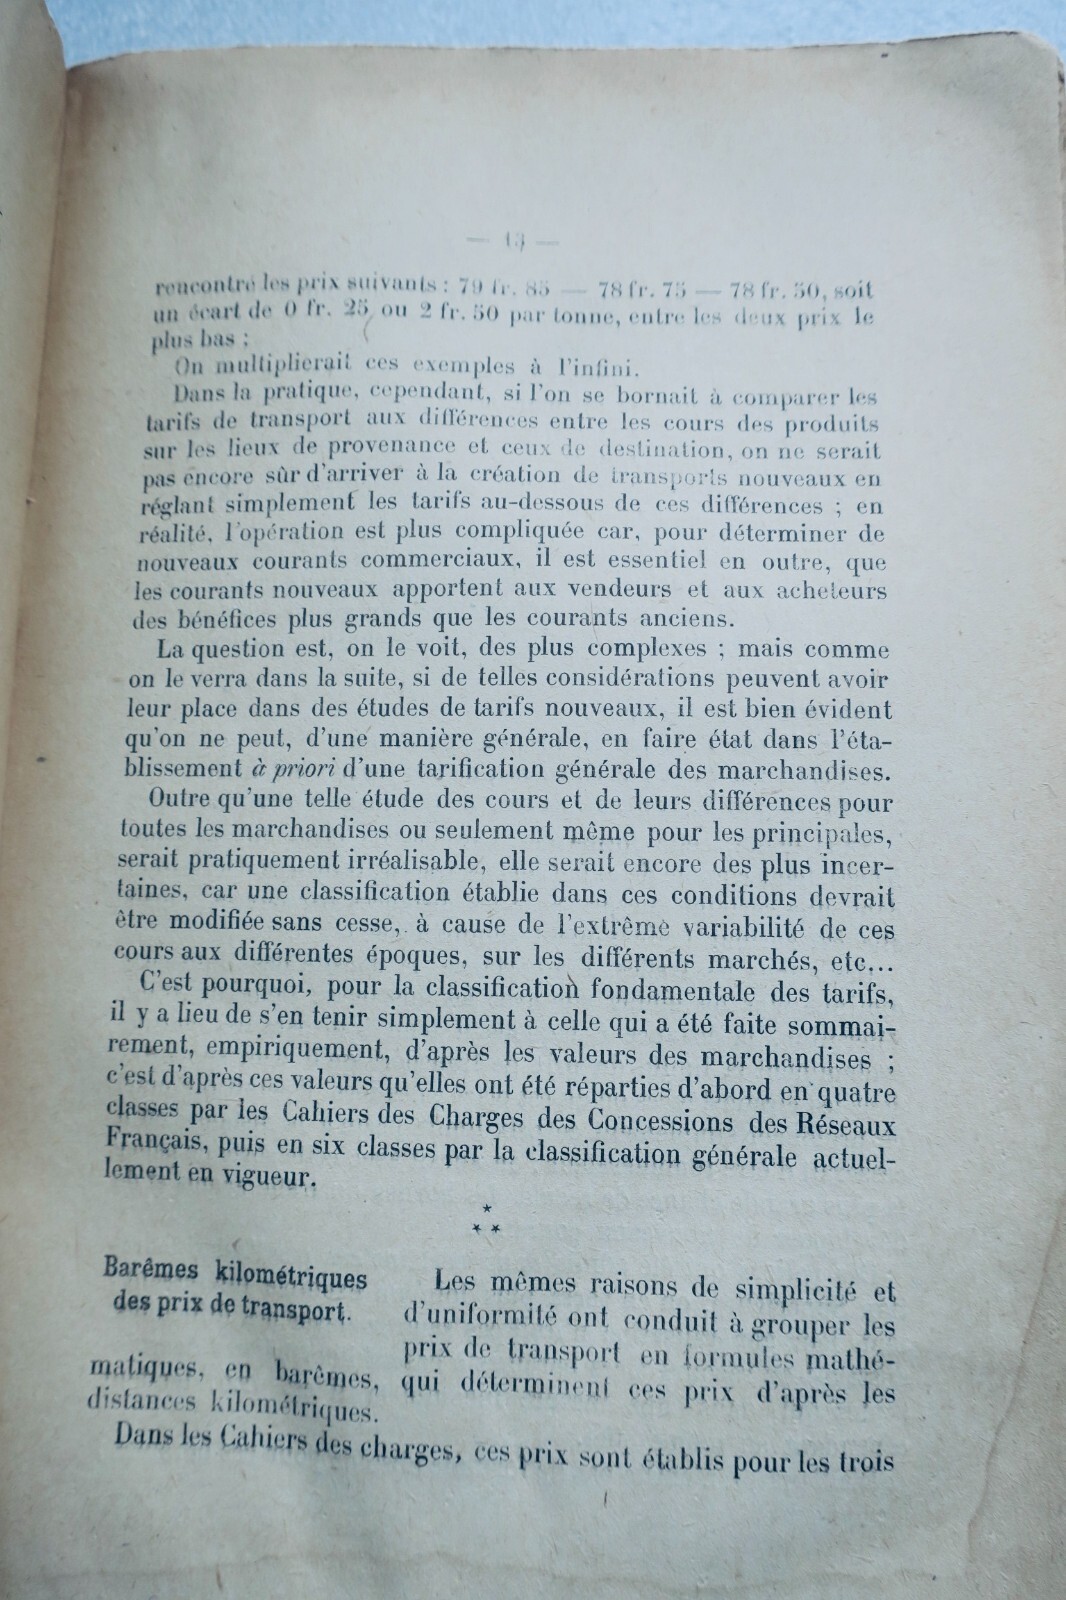 — 13 —
rencontré les prix suivants : 79 fr. 85 — 78 fr. 75 — 78 fr. 50, soit
un écart de 0 fr. 25 ou 2 fr. 50 par tonne, entre les deux prix le
plus bas ;
On multiplierait ces exemples à l'infini.
Dans la pratique, cependant, si l'on se bornait à comparer les
tarifs de transport aux différences entre les cours des produits
sur les lieux de provenance et ceux de destination, on ne serait
pas encore sûr d'arriver à la création de transports nouveaux en
réglant simplement les tarifs au-dessous de ces différences ; en
réalité, l'opération est plus compliquée car, pour déterminer de
nouveaux courants commerciaux, il est essentiel en outre, que
les courants nouveaux apportent aux vendeurs et aux acheteurs
des bénéfices plus grands que les courants anciens.
La question est, on le voit, des plus complexes ; mais comme
on le verra dans la suite, si de telles considérations peuvent avoir
leur place dans des études de tarifs nouveaux, il est bien évident
qu'on ne peut, d'une manière générale, en faire état dans l'éta-
blissement à priori d'une tarification générale des marchandises.
Outre qu'une telle étude des cours et de leurs différences pour
toutes les marchandises ou seulement même pour les principales,
serait pratiquement irréalisable, elle serait encore des plus incer-
taines, car une classification établie dans ces conditions devrait
être modifiée sans cesse, à cause de l'extrême variabilité de ces
cours aux différentes époques, sur les différents marchés, etc...
C'est pourquoi, pour la classification fondamentale des tarifs,
il y a lieu de s'en tenir simplement à celle qui a été faite sommai-
rement, empiriquement, d'après les valeurs des marchandises ;
c'est d'après ces valeurs qu'elles ont été réparties d'abord en quatre
classes par les Cahiers des Charges des Concessions des Réseaux
Français, puis en six classes par la classification générale actuel-
lement en vigueur.
*
* *
Barêmes kilométriques
des prix de transport.
Les mêmes raisons de simplicité et
d'uniformité ont conduit à grouper les
prix de transport en formules mathé-
matiques, en barêmes, qui déterminent ces prix d'après les
distances kilométriques.
Dans les Cahiers des charges, ces prix sont établis pour les trois